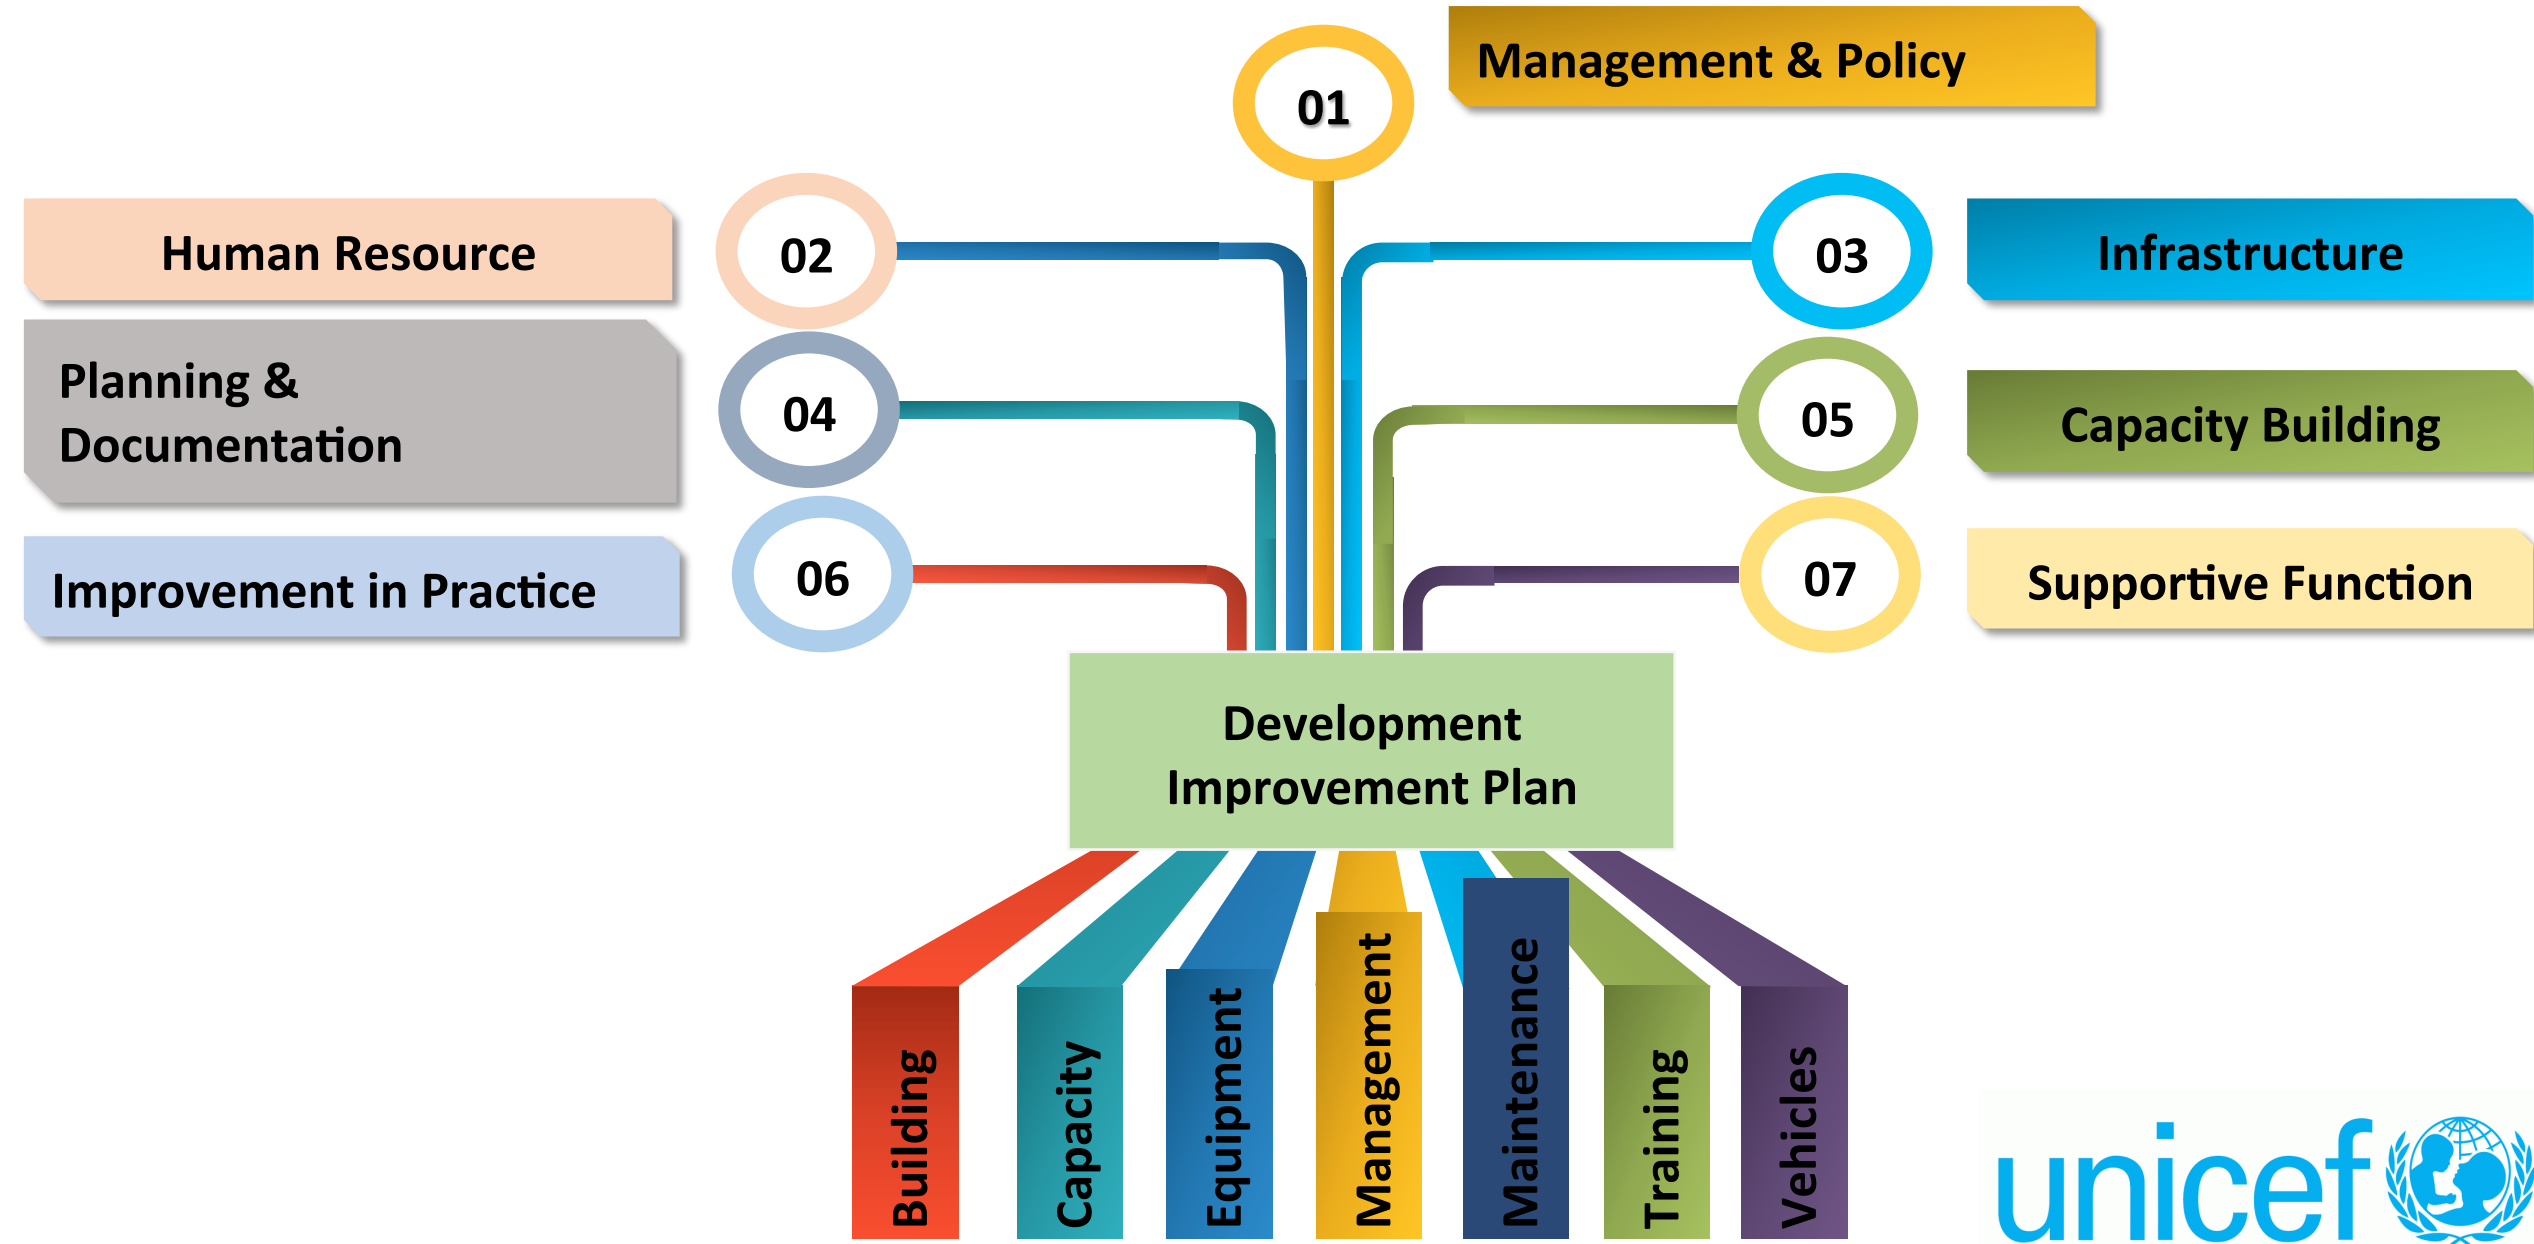 01
Management & Policy
Human Resource
02
03
Infrastructure
Planning &
Documentation
04
05
Capacity Building
Improvement in Practice
06
07
Supportive Function
Development
Improvement Plan
Building
Capacity
Equipment
Management
Maintenance
Training
Vehicles
unicef